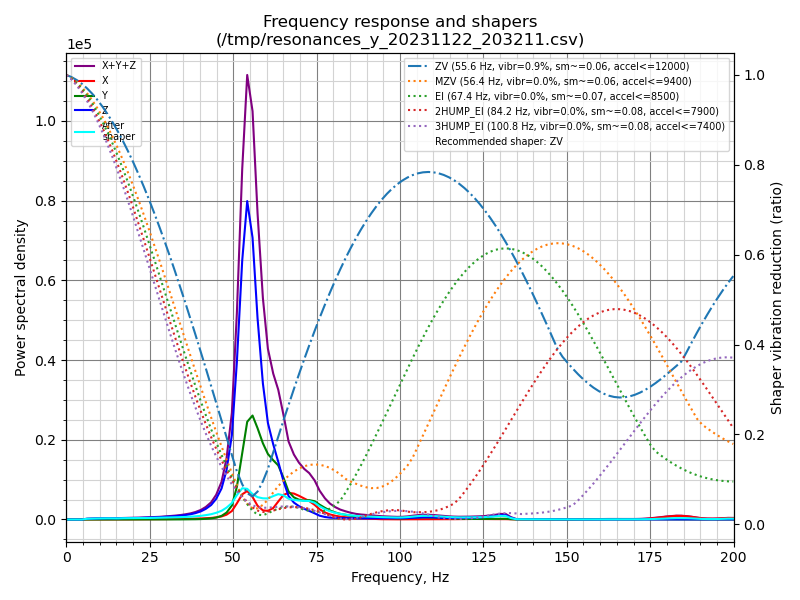 Frequency response and shapers
(/tmp/resonances_y_20231122_203211.csv)
1e5
X+Y+Z
X
Y
Z
After
shaper
ZV (55.6 Hz, vibr=0.9%, sm~=0.06, accel<=12000)
MZV (56.4 Hz, vibr=0.0%, sm~=0.06, accel<=9400)
EI (67.4 Hz, vibr=0.0%, sm~=0.07, accel<=8500)
2HUMP_EI (84.2 Hz, vibr=0.0%, sm~=0.08, accel<=7900)
3HUMP_EI (100.8 Hz, vibr=0.0%, sm~=0.08, accel<=7400)
Recommended shaper: ZV
Power spectral density
1.0
0.8
0.6
0.4
0.2
0.0
1.0
0.8
0.6
0.4
0.2
0.0
Shaper vibration reduction (ratio)
0 25 50 75 100 125 150 175 200
Frequency, Hz